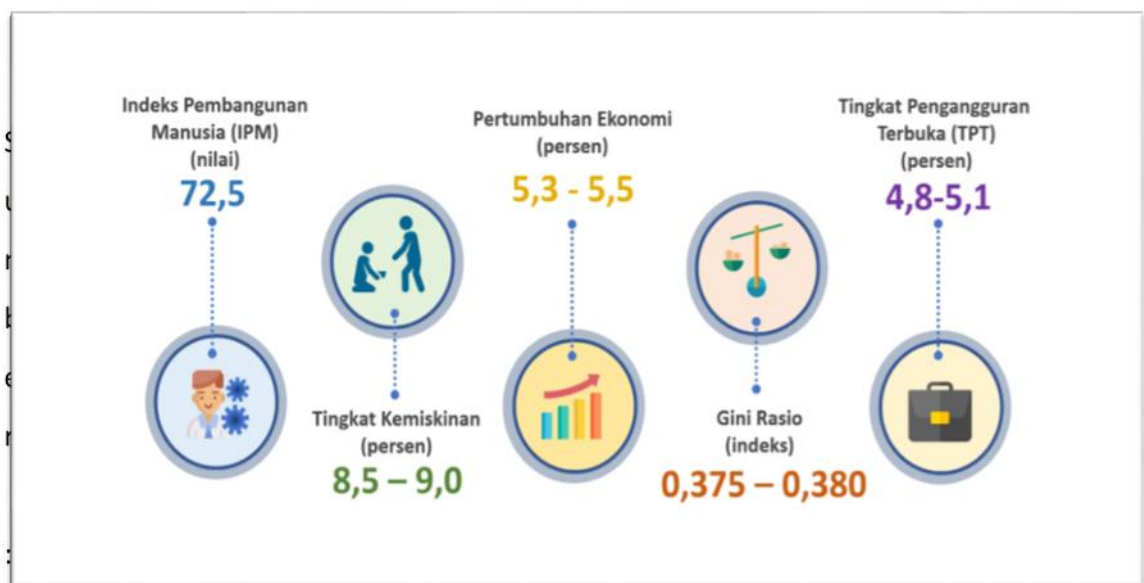 Indeks Pembangunan
Manusia (IPM)
(nilai)
72,5
Tingkat Kemiskinan
(persen)
8,5 – 9,0
Pertumbuhan Ekonomi
(persen)
5,3 - 5,5
Gini Rasio
(indeks)
0,375 – 0,380
Tingkat Pengangguran
Terbuka (TPT)
(persen)
4,8-5,1